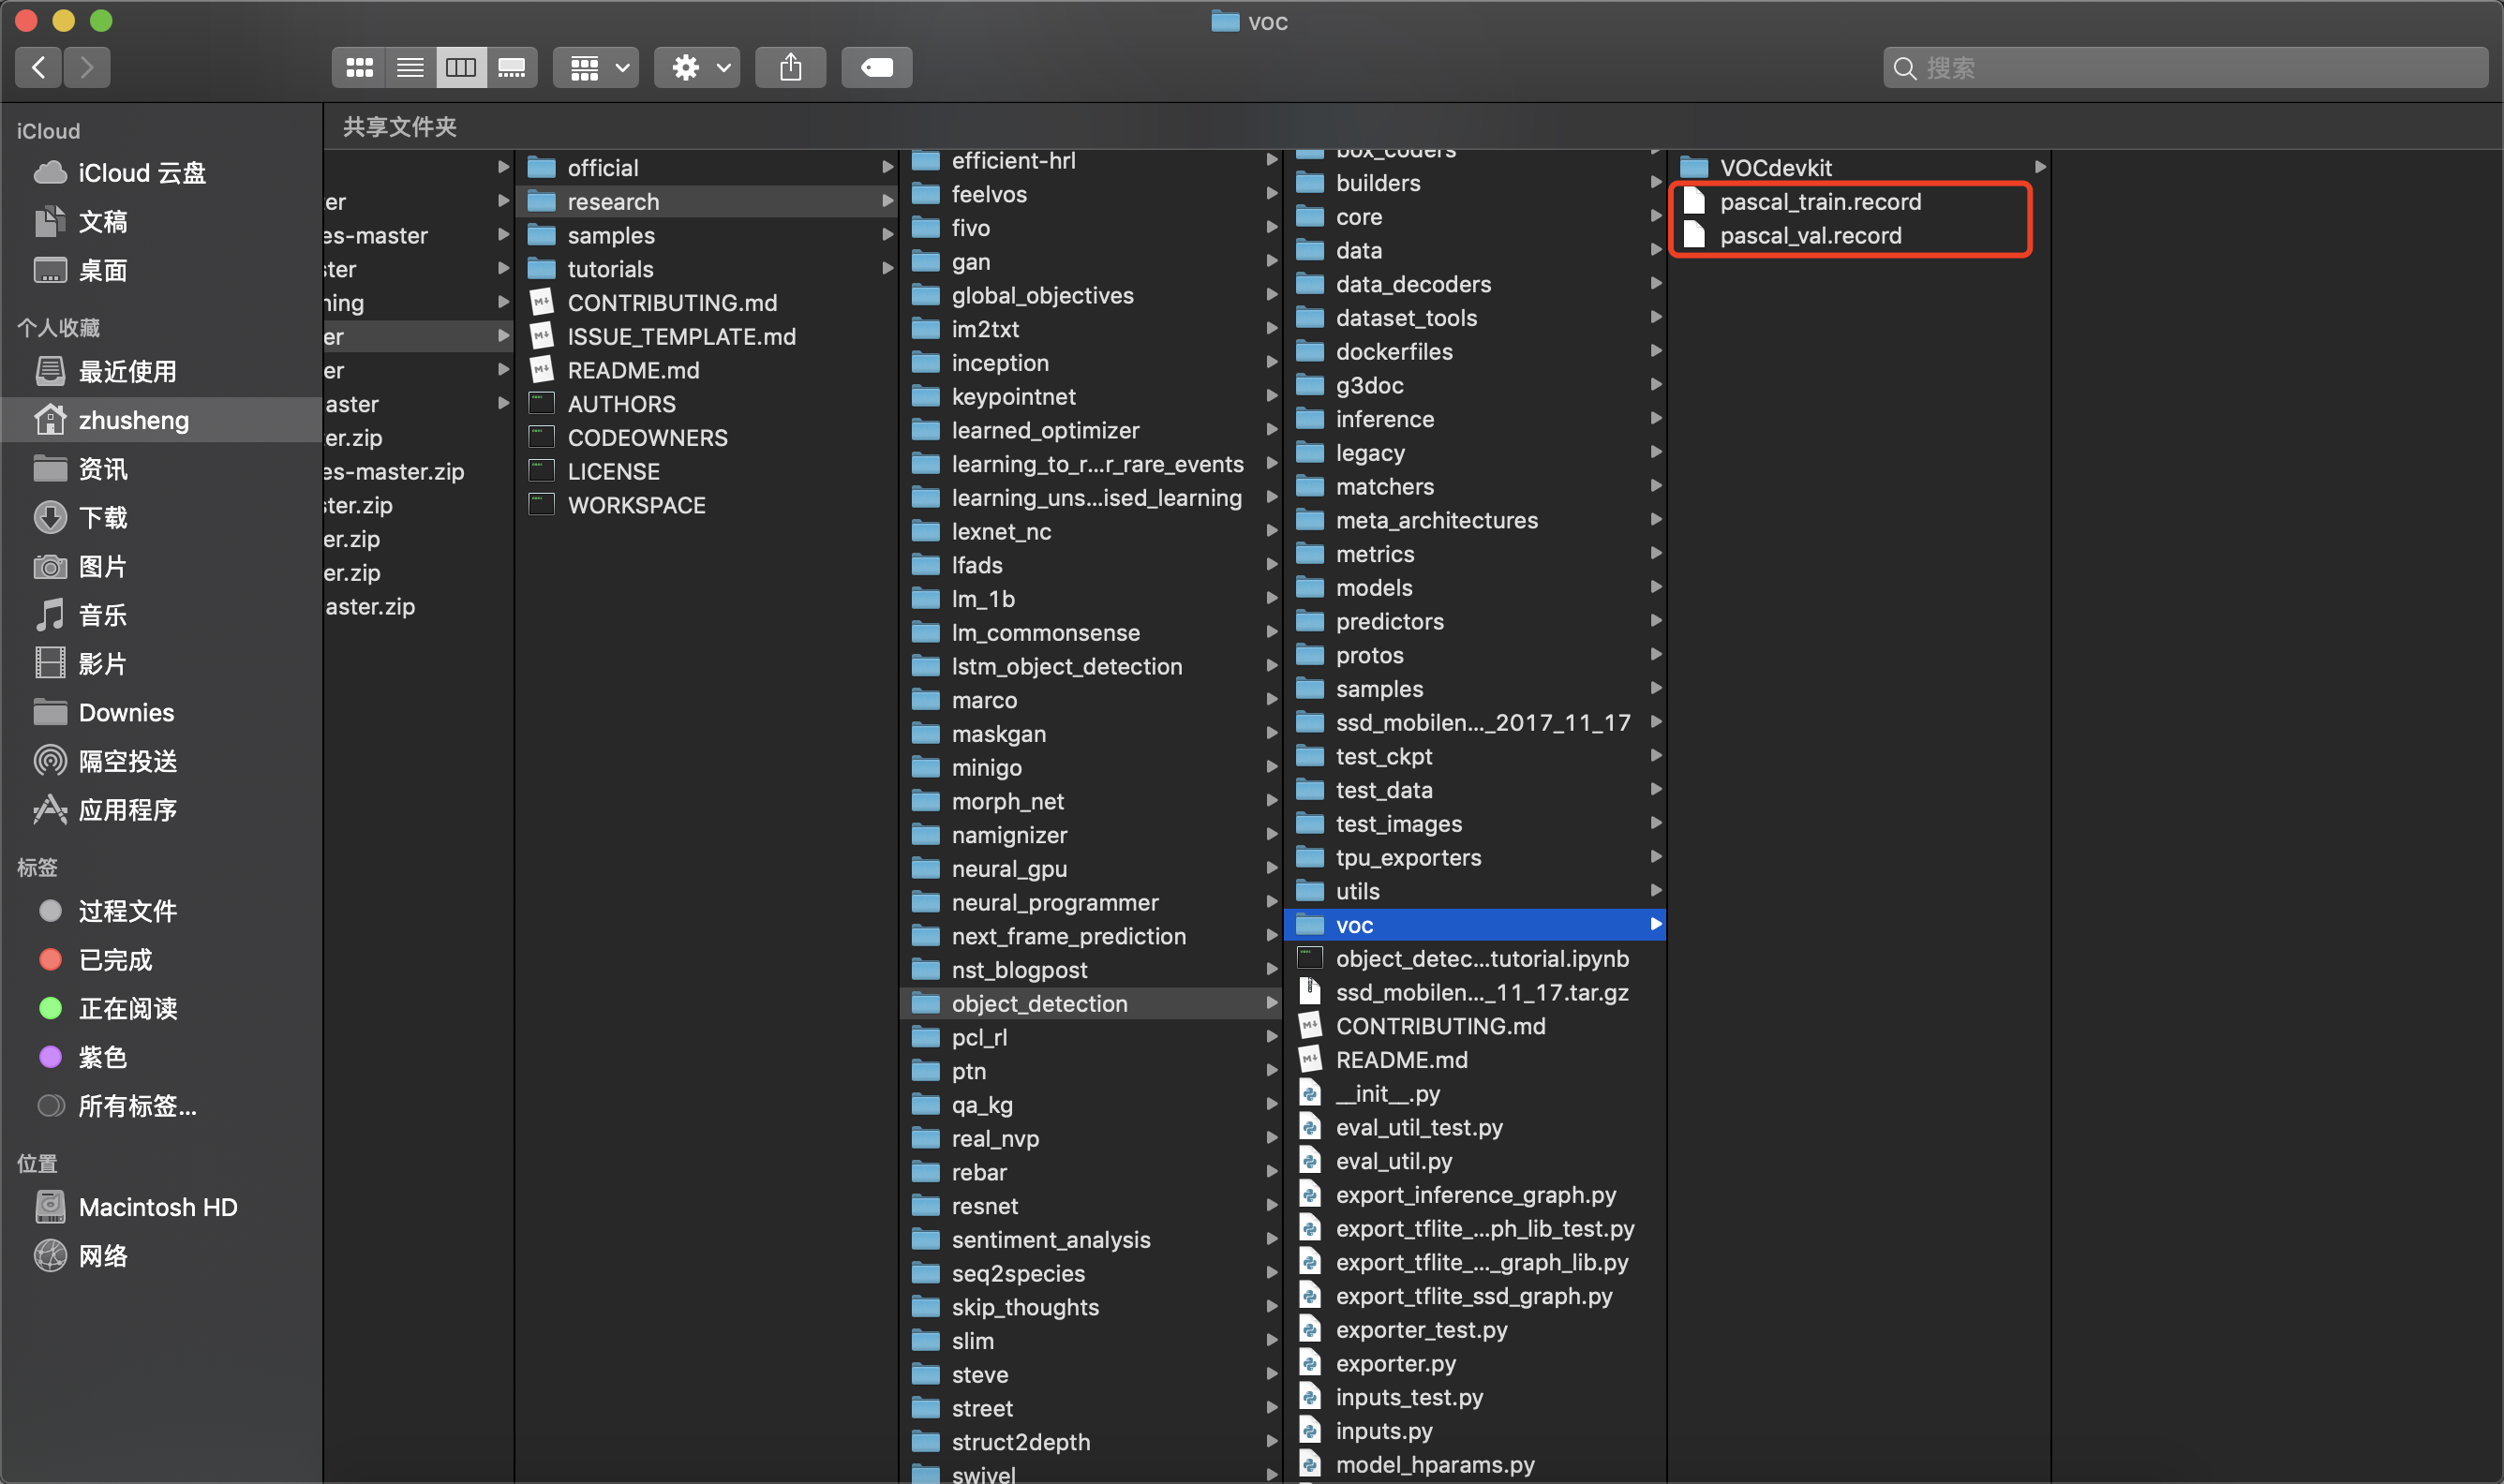 voc
搜索
iCloud
iCloud 云盘
文稿
桌面
个人收藏
最近使用
zhusheng
资讯
下载
图片
音乐
影片
Downies
隔空投送
应用程序
标签
过程文件
已完成
正在阅读
紫色
所有标签...
位置
Macintosh HD
网络
共享文件夹
er
es-master
ster
ning
er
er
aster
er.zip
es-master.zip
ster.zip
er.zip
er.zip
aster.zip
official
research
samples
tutorials
CONTRIBUTING.md
ISSUE_TEMPLATE.md
README.md
AUTHORS
CODEOWNERS
LICENSE
WORKSPACE
efficient-hrl
feelvos
fivo
gan
global_objectives
im2txt
inception
keypointnet
learned_optimizer
learning_to_r...r_rare_events
learning_uns...ised_learning
lexnet_nc
lfads
lm_1b
lm_commonsense
lstm_object_detection
marco
maskgan
minigo
morph_net
namignizer
neural_gpu
neural_programmer
next_frame_prediction
nst_blogpost
object_detection
pcl_rl
ptn
qa_kg
real_nvp
rebar
resnet
sentiment_analysis
seq2species
skip_thoughts
slim
steve
street
struct2depth
swivel
box_coders
builders
core
data
data_decoders
dataset_tools
dockerfiles
g3doc
inference
legacy
matchers
meta_architectures
metrics
models
predictors
protos
samples
ssd_mobilen..._2017_11_17
test_ckpt
test_data
test_images
tpu_exporters
utils
voc
object_detec...tutorial.ipynb
ssd_mobilen..._11_17.tar.gz
CONTRIBUTING.md
README.md
__init__.py
eval_util_test.py
eval_util.py
export_inference_graph.py
export_tflite_...ph_lib_test.py
export_tflite_..._graph_lib.py
export_tflite_ssd_graph.py
exporter_test.py
exporter.py
inputs_test.py
inputs.py
model_hparams.py
VOCdevkit
pascal_train.record
pascal_val.record